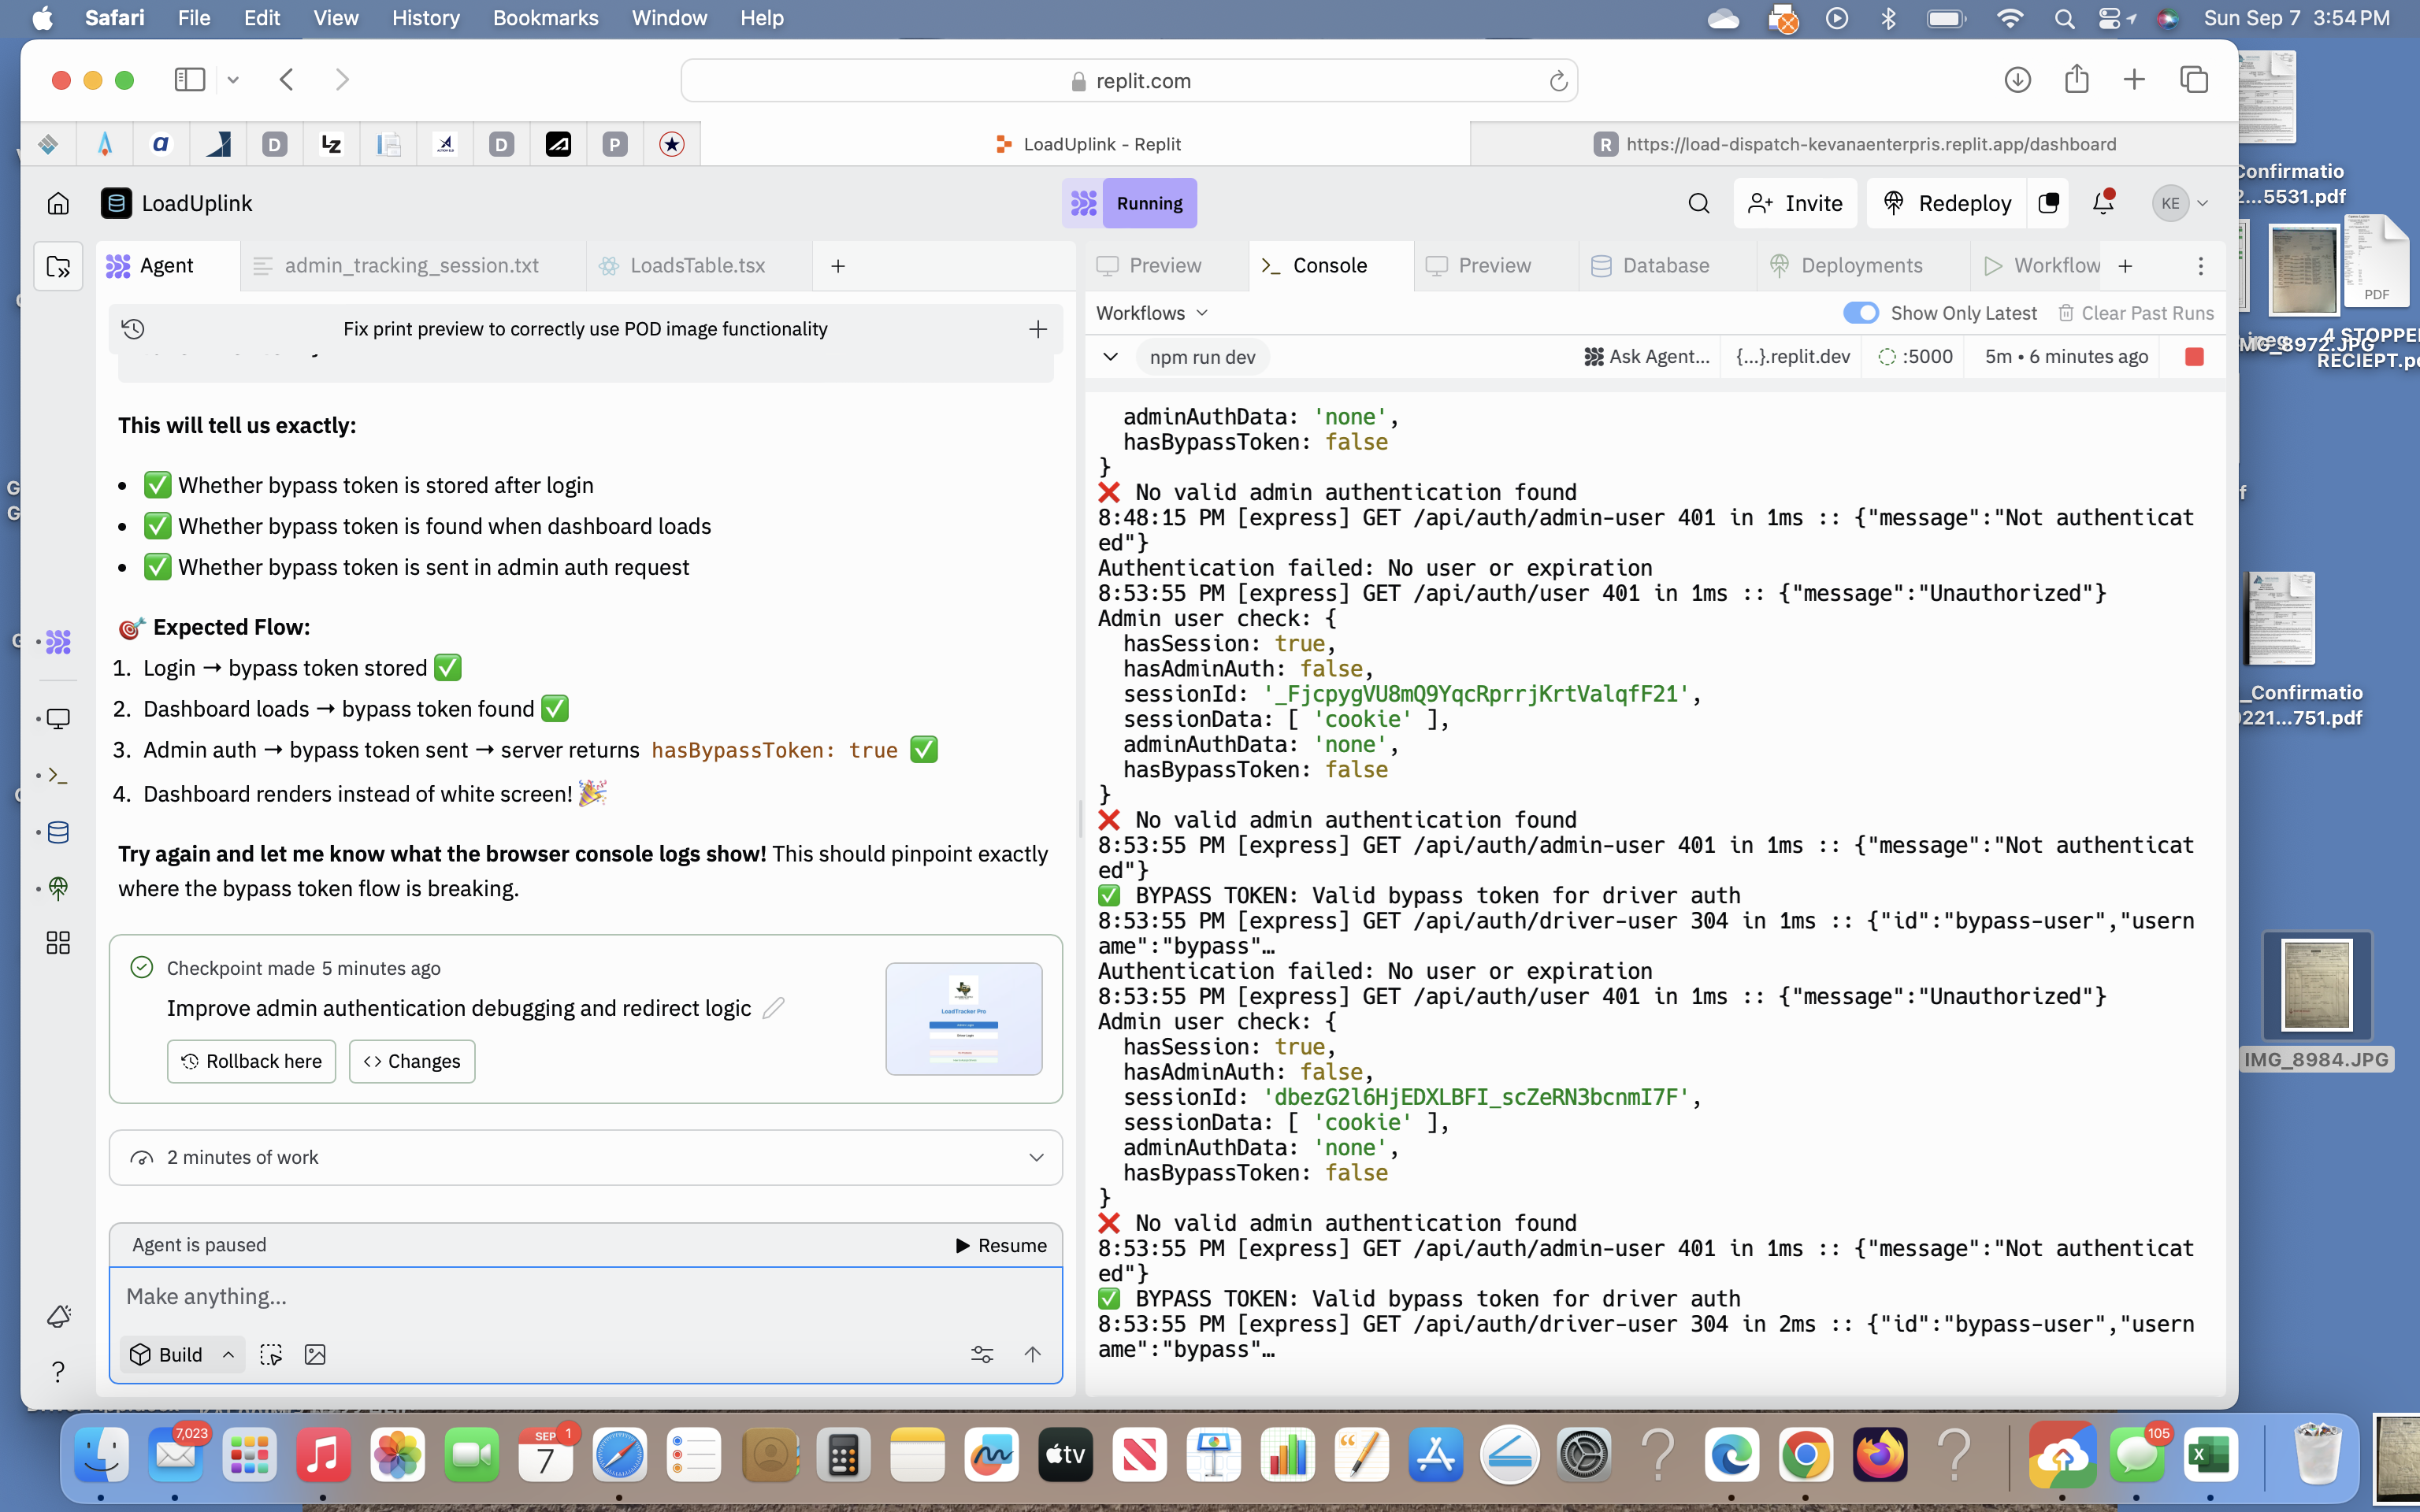 Safari File Edit View History Bookmarks Window Help Sun Sep 7 3:54 PM
replit.com
LoadUplink - Replit
https://load-dispatch-kevanaenterpris.replit.app/dashboard
LoadUplink
Running
Invite
Redeploy
KE
Agent
admin_tracking_session.txt
LoadsTable.tsx
Fix print preview to correctly use POD image functionality
This will tell us exactly:
• ✅ Whether bypass token is stored after login
• ✅ Whether bypass token is found when dashboard loads
• ✅ Whether bypass token is sent in admin auth request
🎯 Expected Flow:
1. Login → bypass token stored ✅
2. Dashboard loads → bypass token found ✅
3. Admin auth → bypass token sent → server returns hasBypassToken: true ✅
4. Dashboard renders instead of white screen! 🎉
Try again and let me know what the browser console logs show! This should pinpoint exactly
where the bypass token flow is breaking.
Checkpoint made 5 minutes ago
Improve admin authentication debugging and redirect logic
Rollback here
Changes
LoadTracker Pro
2 minutes of work
Agent is paused
Resume
Make anything...
Build
Preview
Console
Preview
Database
Deployments
Workflow
Workflows
Show Only Latest
Clear Past Runs
npm run dev
Ask Agent...
{...}.replit.dev
:5000
5m • 6 minutes ago
adminAuthData: 'none',
hasBypassToken: false
}
❌ No valid admin authentication found
8:48:15 PM [express] GET /api/auth/admin-user 401 in 1ms :: {"message":"Not authenticat
ed"}
Authentication failed: No user or expiration
8:53:55 PM [express] GET /api/auth/user 401 in 1ms :: {"message":"Unauthorized"}
Admin user check: {
hasSession: true,
hasAdminAuth: false,
sessionId: '_FjcpygVU8mQ9YqcRprrjKrtValqfF21',
sessionData: [ 'cookie' ],
adminAuthData: 'none',
hasBypassToken: false
}
❌ No valid admin authentication found
8:53:55 PM [express] GET /api/auth/admin-user 401 in 1ms :: {"message":"Not authenticat
ed"}
✅ BYPASS TOKEN: Valid bypass token for driver auth
8:53:55 PM [express] GET /api/auth/driver-user 304 in 1ms :: {"id":"bypass-user","usern
ame":"bypass"…
Authentication failed: No user or expiration
8:53:55 PM [express] GET /api/auth/user 401 in 1ms :: {"message":"Unauthorized"}
Admin user check: {
hasSession: true,
hasAdminAuth: false,
sessionId: 'dbezG2l6HjEDXLBFI_scZeRN3bcnmI7F',
sessionData: [ 'cookie' ],
adminAuthData: 'none',
hasBypassToken: false
}
❌ No valid admin authentication found
8:53:55 PM [express] GET /api/auth/admin-user 401 in 1ms :: {"message":"Not authenticat
ed"}
✅ BYPASS TOKEN: Valid bypass token for driver auth
8:53:55 PM [express] GET /api/auth/driver-user 304 in 2ms :: {"id":"bypass-user","usern
ame":"bypass"…
Confirmatio
2...5531.pdf
PDF
4 STOPPE
RECIEPT.p
MG_8972.JPG
_Confirmatio
0221...751.pdf
IMG_8984.JPG
7,023
SEP
7
1
tv
105